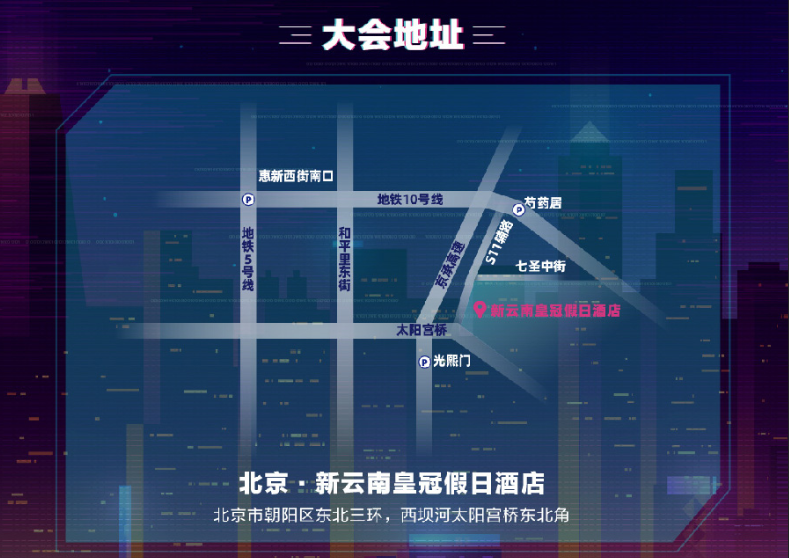 大会地址
惠新西街南口
地铁10号线
芍药居
地铁5号线
和平里东街
京承高速
S11辅路
七圣中街
新云南皇冠假日酒店
太阳宫桥
光熙门
北京·新云南皇冠假日酒店
北京市朝阳区东北三环，西坝河太阳宫桥东北角